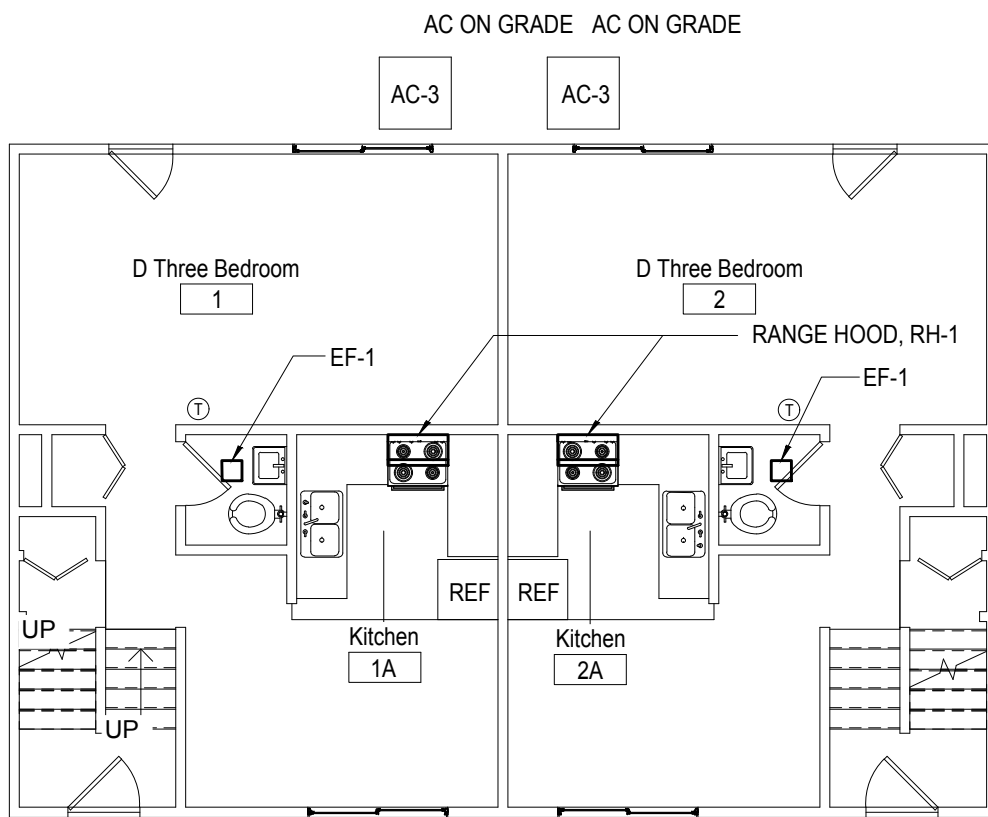 AC ON GRADE AC ON GRADE
AC-3 AC-3
D Three Bedroom D Three Bedroom
1 2
RANGE HOOD, RH-1
EF-1
EF-1
T T
REF REF
UP
Kitchen Kitchen
1A 2A
UP